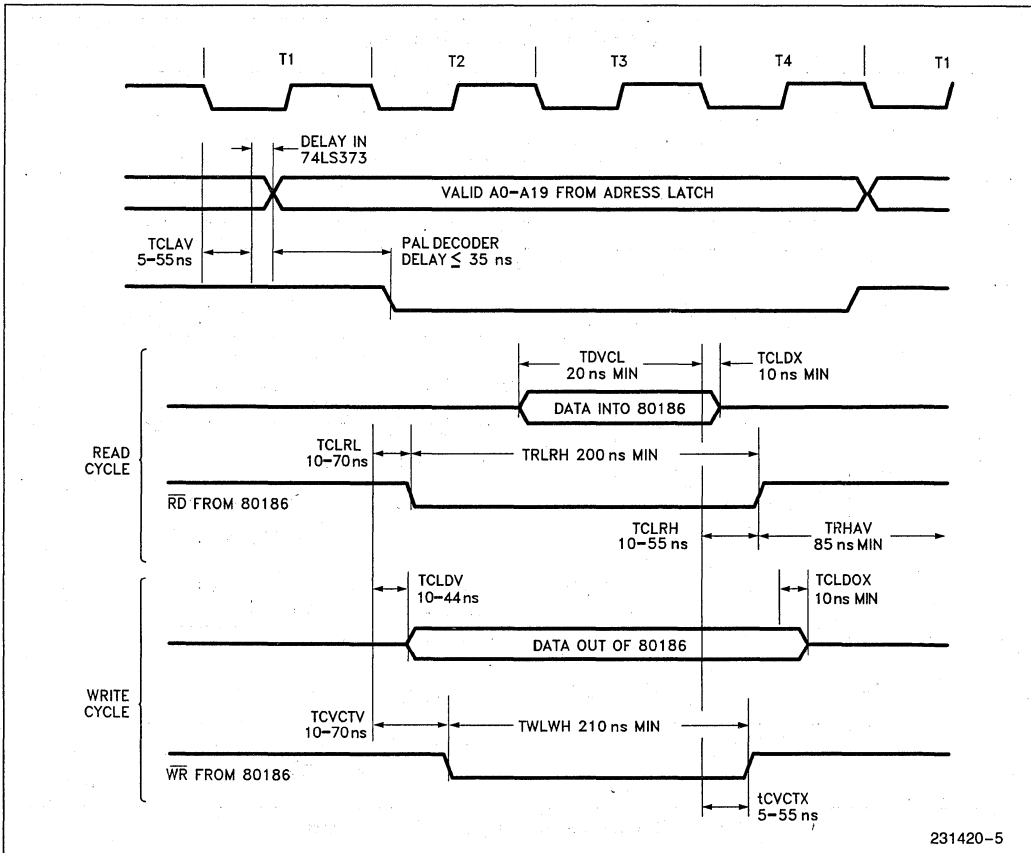 T1 T2 T3 T4 T1
DELAY IN
74LS373
VALID A0-A19 FROM ADRESS LATCH
TCLAV
5-55ns
PAL DECODER
DELAY ≤ 35 ns
TDVCL
20 ns MIN
TCLDX
10 ns MIN
DATA INTO 80186
READ
CYCLE
TCLRL
10-70ns
TRLRH 200 ns MIN
RD FROM 80186
TCLRH
10-55ns
TRHAV
85 ns MIN
TCLDV
10-44ns
TCLDOX
10ns MIN
DATA OUT OF 80186
WRITE
CYCLE
TCVCTV
10-70ns
TWLWH 210 ns MIN
WR FROM 80186
tCVCTX
5-55ns
231420-5